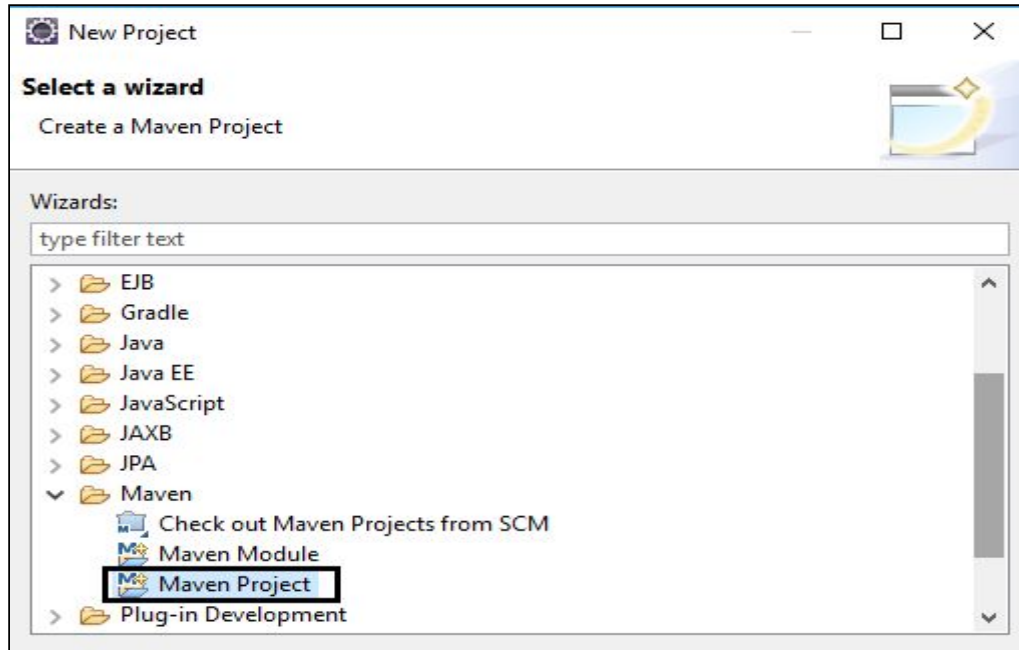 New Project
Select a wizard
Create a Maven Project
Wizards:
type filter text
EJB
Gradle
Java
Java EE
JavaScript
JAXB
JPA
Maven
Check out Maven Projects from SCM
Maven Module
Maven Project
Plug-in Development